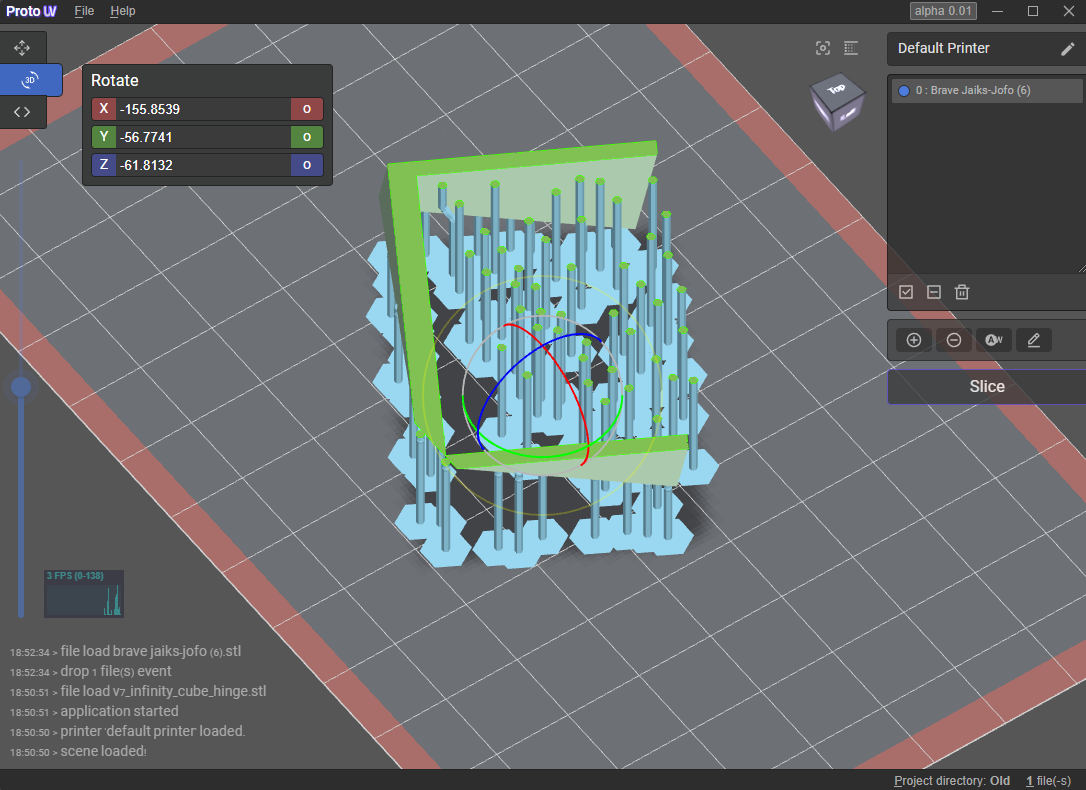 Proto UV File Help alpha 0.01
Default Printer
Rotate
X -155.8539 O
Y -56.7741 O
Z -61.8132 O
3D
Top
0 : Brave Jaiks-Jofo (6)
AW
Slice
3 FPS (0-138)
18:52:34 > file load brave jaiks-jofo (6).stl
18:52:34 > drop 1 file(s) event
18:50:51 > file load v7_infinity_cube_hinge.stl
18:50:51 > application started
18:50:50 > printer 'default printer' loaded.
18:50:50 > scene loaded!
Project directory: Old 1 file(-s)